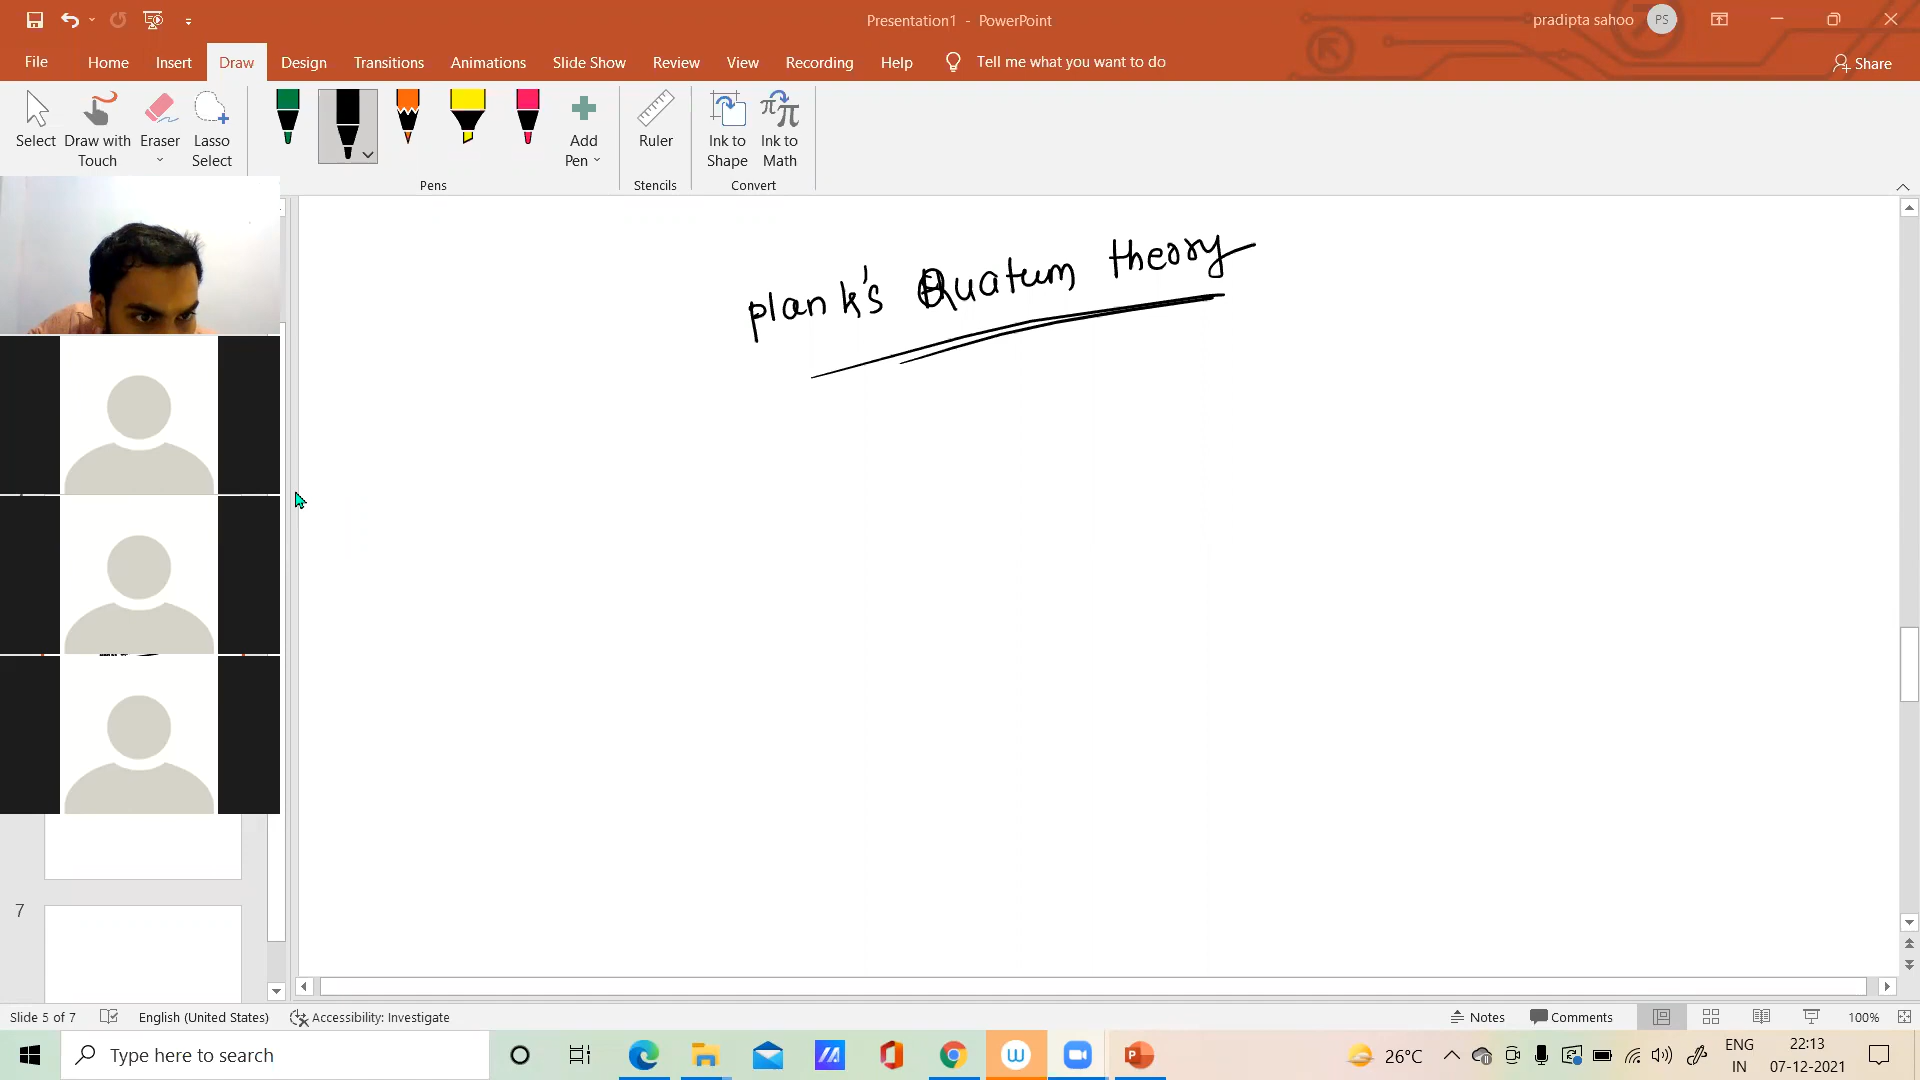 Presentation1 - PowerPoint
pradipta sahoo
PS
File Home Insert Draw Design Transitions Animations Slide Show Review View Recording Help Tell me what you want to do
Share
Select
Draw with Touch
Eraser
Lasso Select
Add Pen
Ruler
Ink to Shape
Ink to Math
Pens
Stencils
Convert
plank's Quatum theory
7
Slide 5 of 7 English (United States) Accessibility: Investigate
Notes Comments 100%
Type here to search
26°C
ENG IN
22:13
07-12-2021